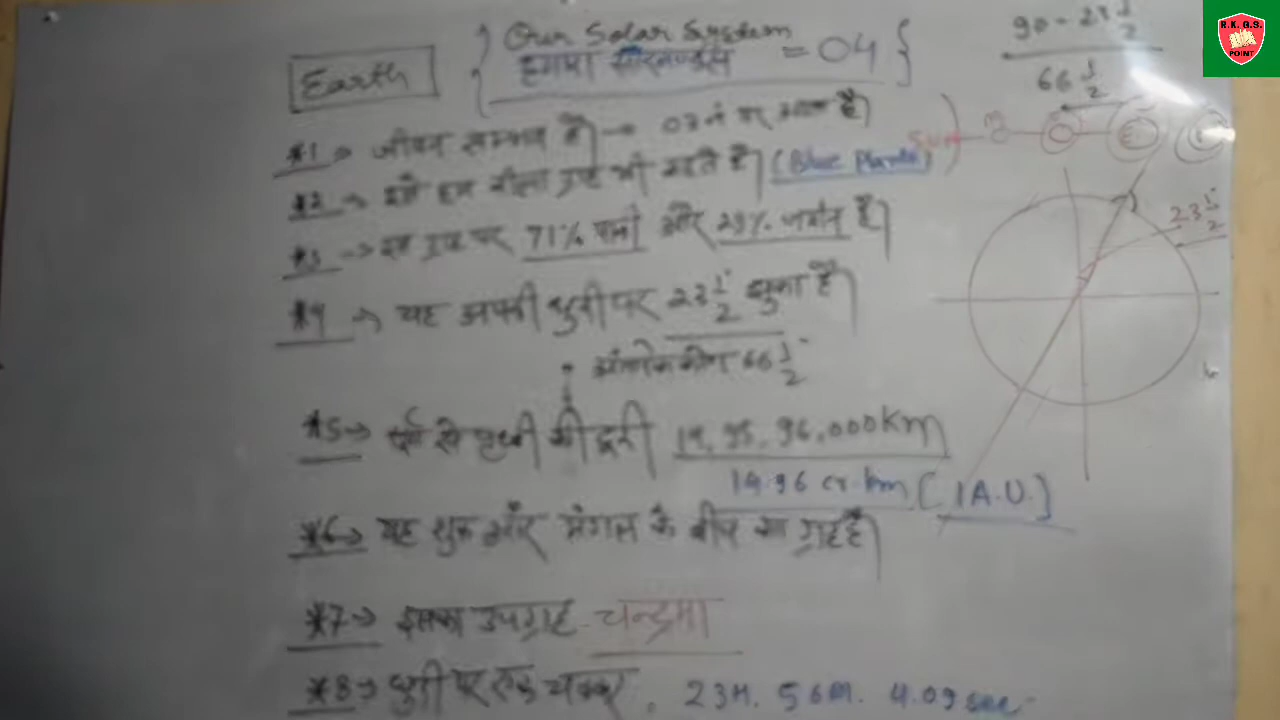 Earth
Our Solar System
हमारा सौरमण्डल = 04
90 - 23 1/2
66 1/2
R.K.G.S. POINT
*1 → जीवन सम्भव है → 03 नं पर आता है
Sun
*2 → इसे हम नीला ग्रह भी कहते है (Blue Planet)
*3 → इस ग्रह पर 71% पानी और 29% जमीन है
23 1/2
*4 → यह अपनी धुरी पर 23 1/2 झुका है
66 1/2
*5 → सूर्य से पृथ्वी की दूरी 14,95,96,000 Km
14.96 cr. km [1 A.U.]
*6 → यह शुक्र और मंगल के बीच का ग्रह है
*7 → इसका उपग्रह - चन्द्रमा
*8 → धुरी पर एक चक्कर, 23H. 56M. 4.09 sec.